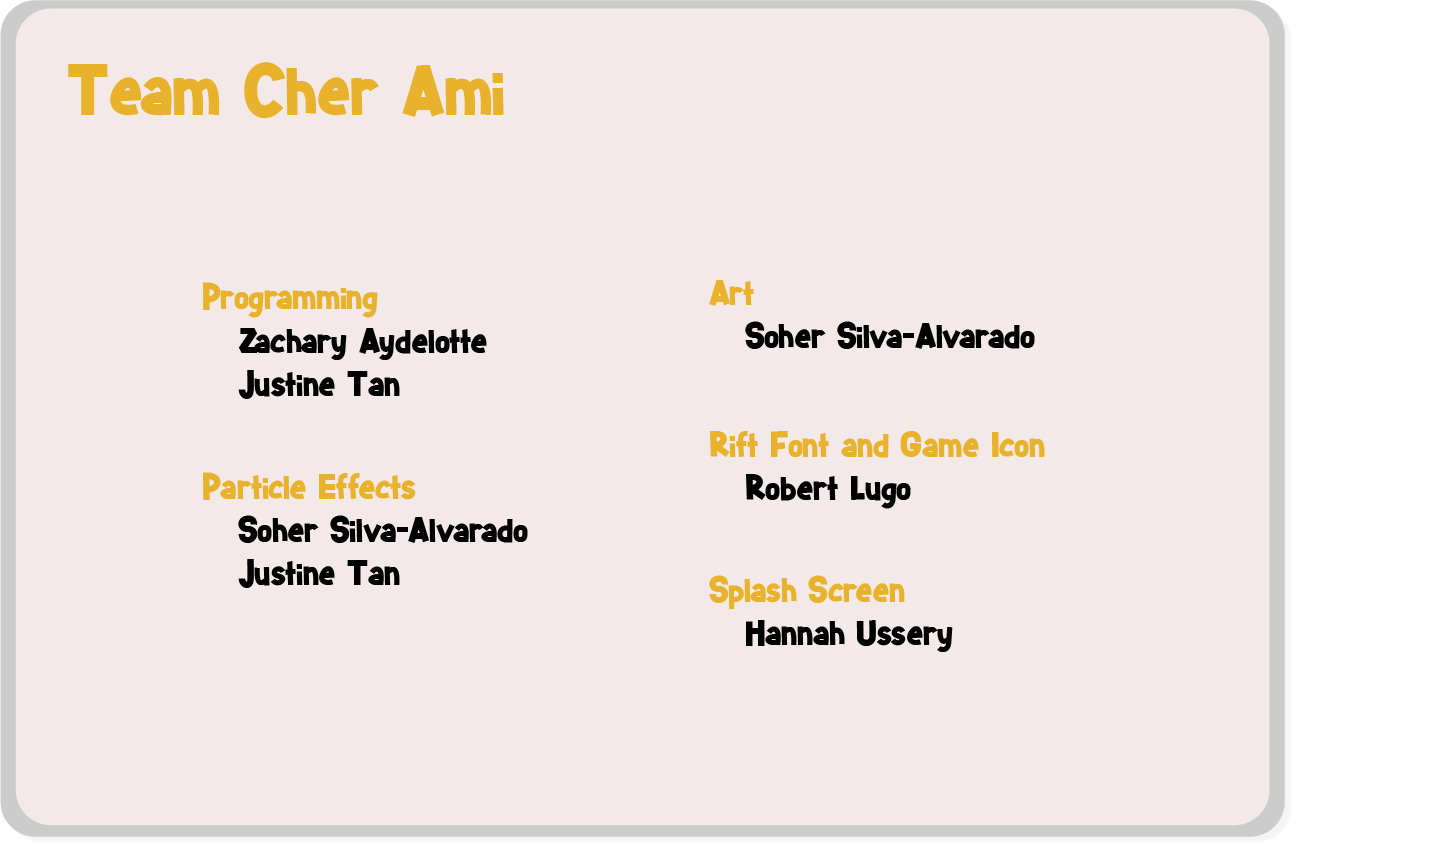 Team Cher Ami
Programming
Zachary Aydelotte
Justine Tan
Particle Effects
Soher Silva-Alvarado
Justine Tan
Art
Soher Silva-Alvarado
Rift Font and Game Icon
Robert Lugo
Splash Screen
Hannah Ussery